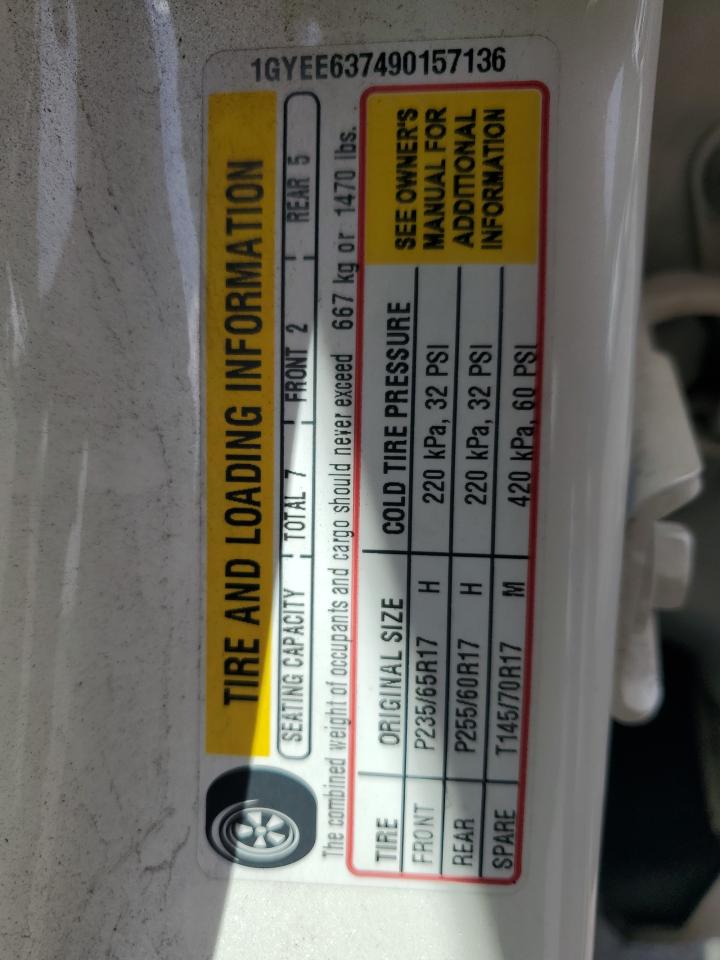 1GYEE637490157136
TIRE AND LOADING INFORMATION
SEATING CAPACITY TOTAL 7 FRONT 2 REAR 5
The combined weight of occupants and cargo should never exceed 667 kg or 1470 lbs.
TIRE ORIGINAL SIZE COLD TIRE PRESSURE
FRONT P235/65R17 H 220 kPa, 32 PSI
REAR P255/60R17 H 220 kPa, 32 PSI
SPARE T145/70R17 M 420 kPa, 60 PSI
SEE OWNER'S
MANUAL FOR
ADDITIONAL
INFORMATION